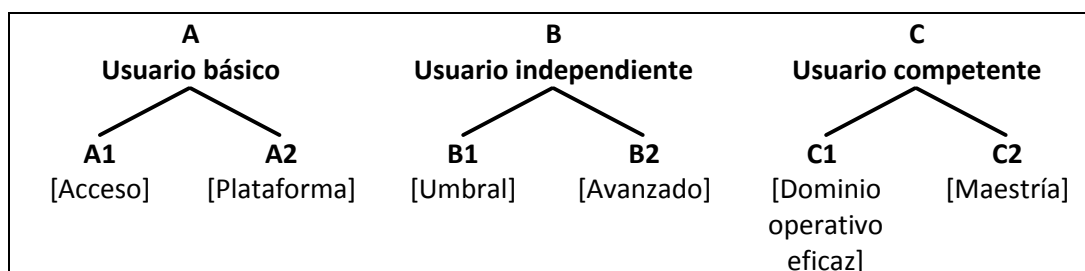 A B C
Usuario básico Usuario independiente Usuario competente
A1 A2 B1 B2 C1 C2
[Acceso] [Plataforma] [Umbral] [Avanzado] [Dominio [Maestría]
operativo
eficaz]